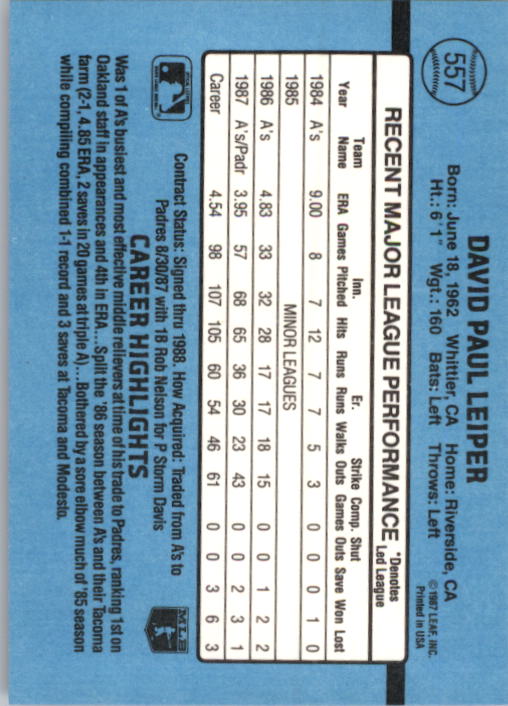 557
DAVID PAUL LEIPER
Born: June 18, 1962 Whittier, CA Home: Riverside, CA
Ht.: 6'1" Wgt.: 160 Bats: Left Throws: Left
©1987 LEAF, INC.
Printed in USA
RECENT MAJOR LEAGUE PERFORMANCE
*Denotes
Led League
Team Inn. Er. Strike Comp. Shut
Year Name ERA Games Pitched Hits Runs Runs Walks Outs Games Outs Save Won Lost
1984 A's 9.00 8 7 12 7 7 5 3 0 0 0 1 0
1985 MINOR LEAGUES
1986 A's 4.83 33 32 28 17 17 18 15 0 0 1 2 2
1987 A's/Padr 3.95 57 68 65 36 30 23 43 0 0 2 3 1
Career 4.54 98 107 105 60 54 46 61 0 0 3 6 3
Contract Status: Signed thru 1988. How Acquired: Traded from A's to
Padres 8/30/87 with 1B Rob Nelson for P Storm Davis
MLB
CAREER HIGHLIGHTS
Was 1 of A's busiest and most effective middle relievers at time of his trade to Padres, ranking 1st on
Oakland staff in appearances and 4th in ERA... Split the '86 season between A's and their Tacoma
farm (2-1, 4.85 ERA, 2 saves in 20 games at triple A)... Bothered by a sore elbow much of '85 season
while compiling combined 1-1 record and 3 saves at Tacoma and Modesto.